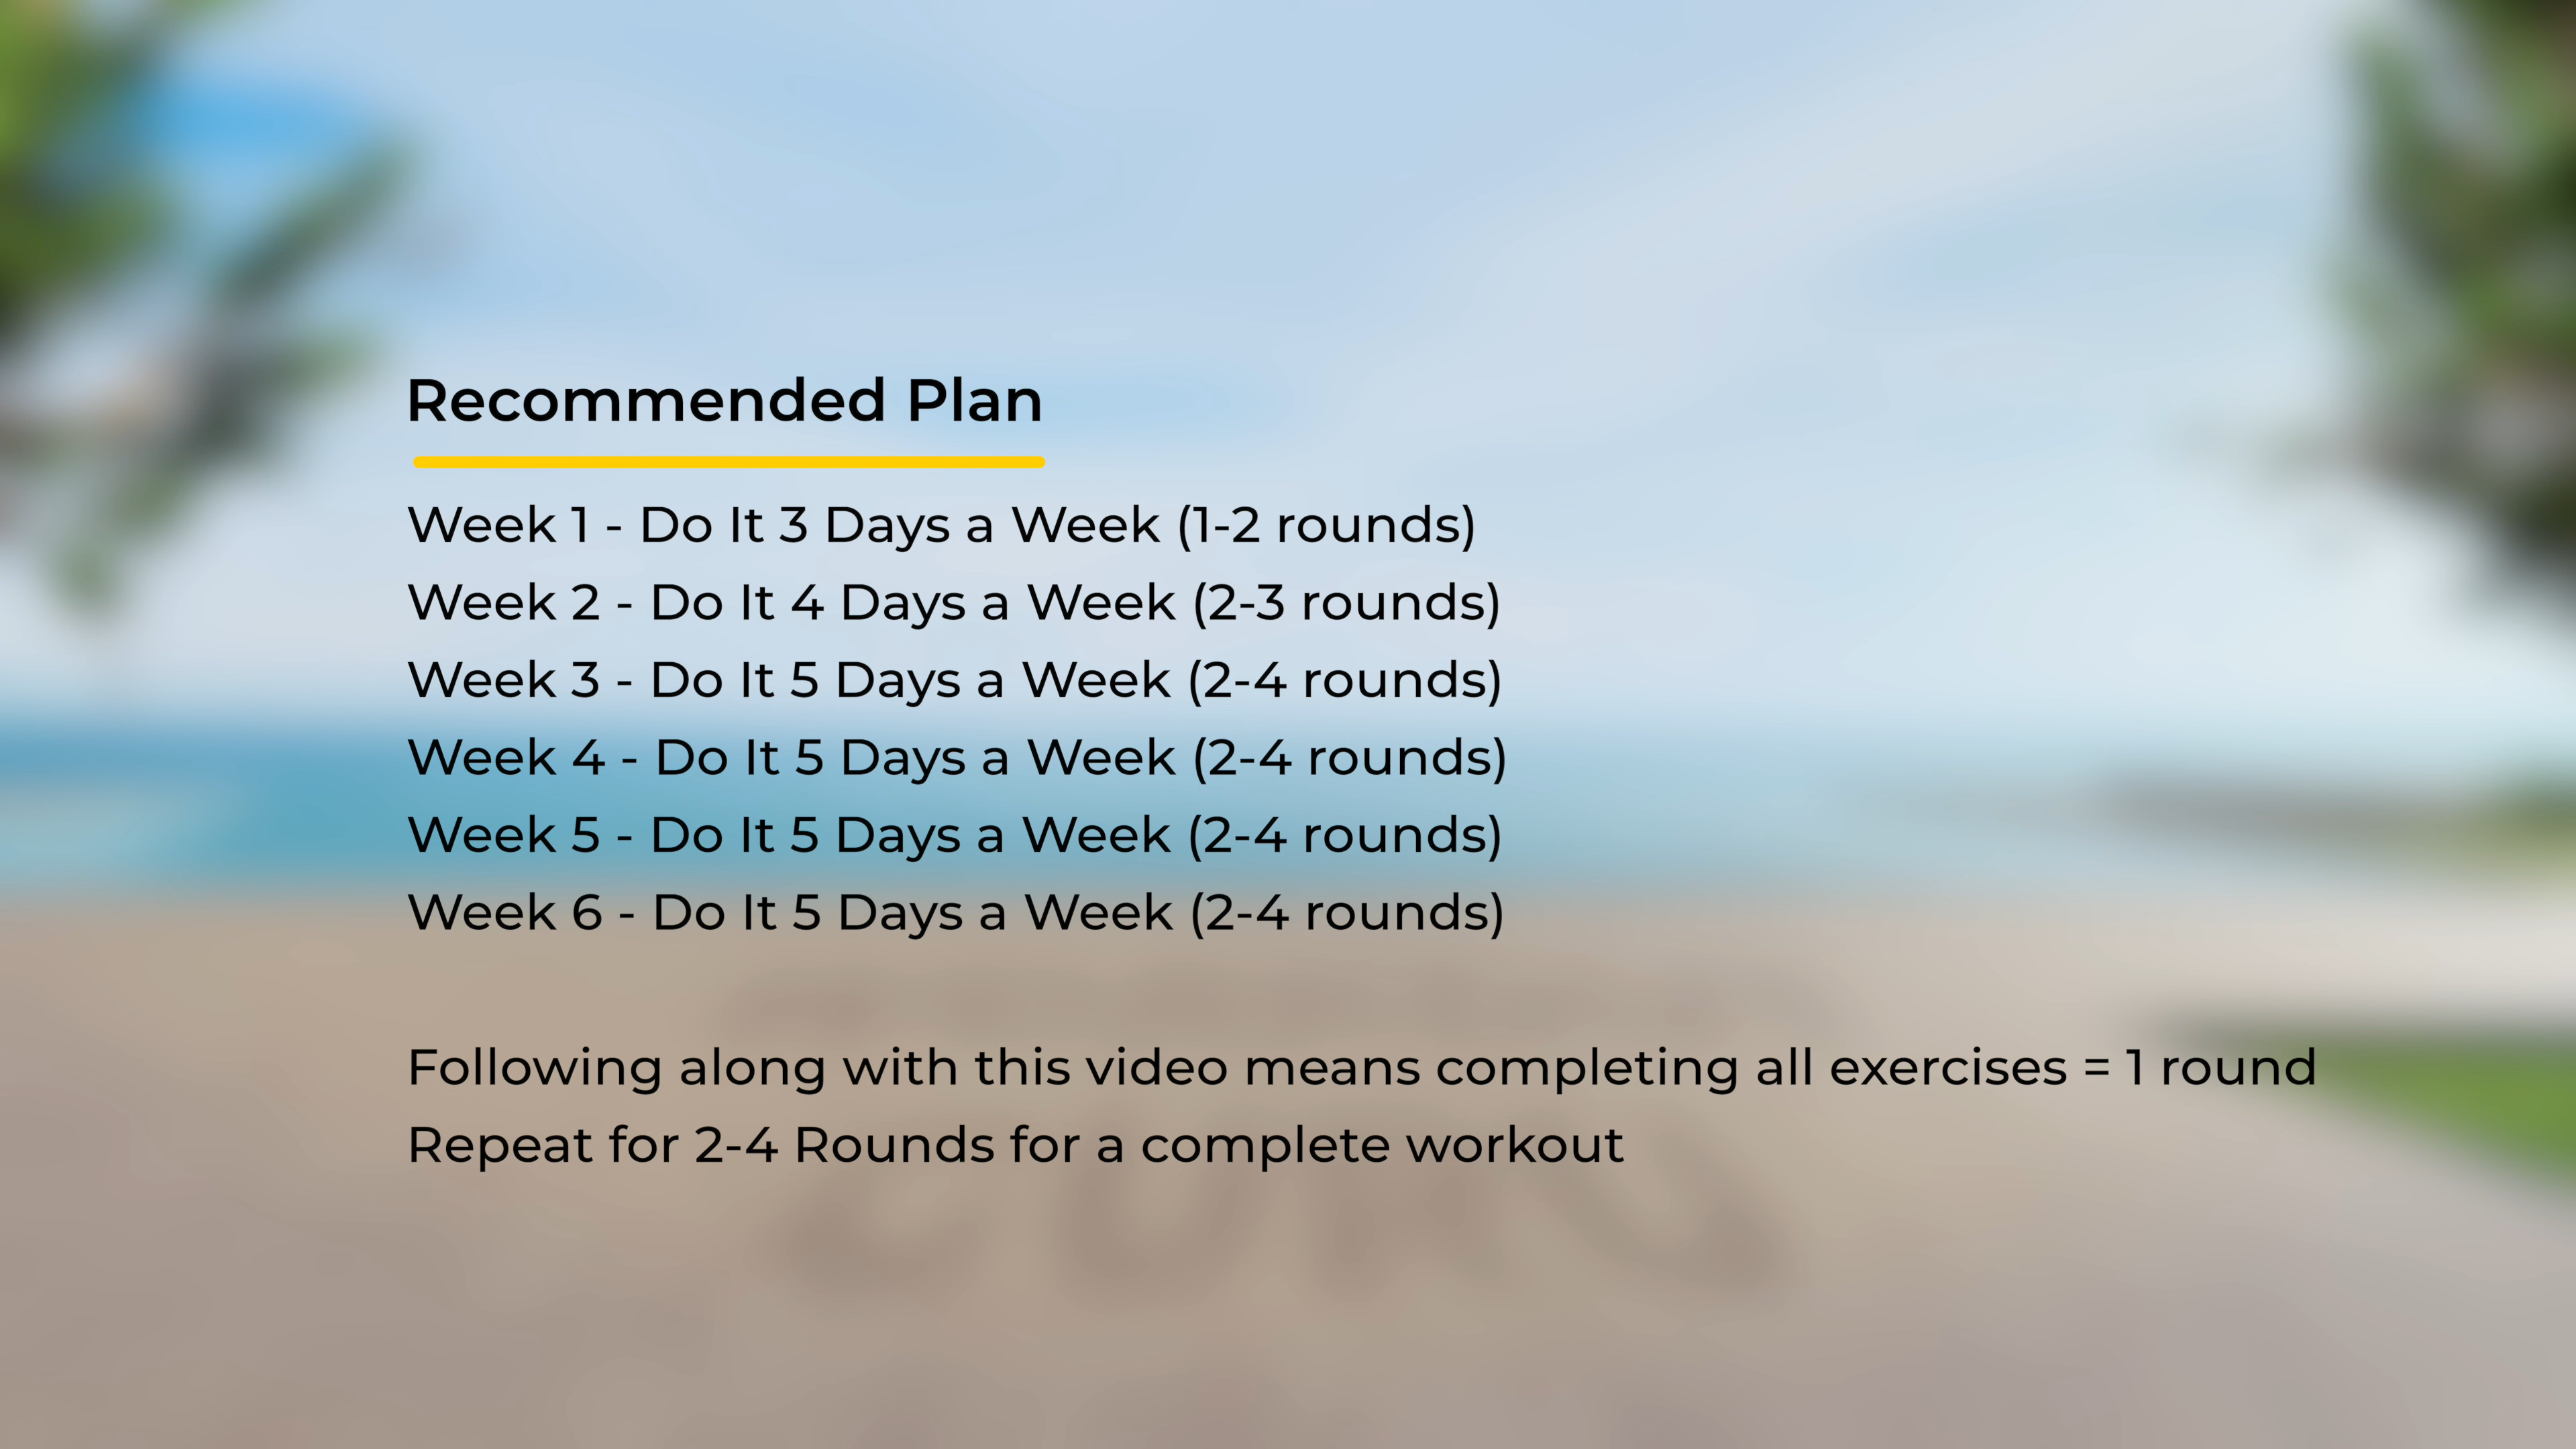 Recommended Plan
Week 1 - Do It 3 Days a Week (1-2 rounds)
Week 2 - Do It 4 Days a Week (2-3 rounds)
Week 3 - Do It 5 Days a Week (2-4 rounds)
Week 4 - Do It 5 Days a Week (2-4 rounds)
Week 5 - Do It 5 Days a Week (2-4 rounds)
Week 6 - Do It 5 Days a Week (2-4 rounds)
Following along with this video means completing all exercises = 1 round
Repeat for 2-4 Rounds for a complete workout